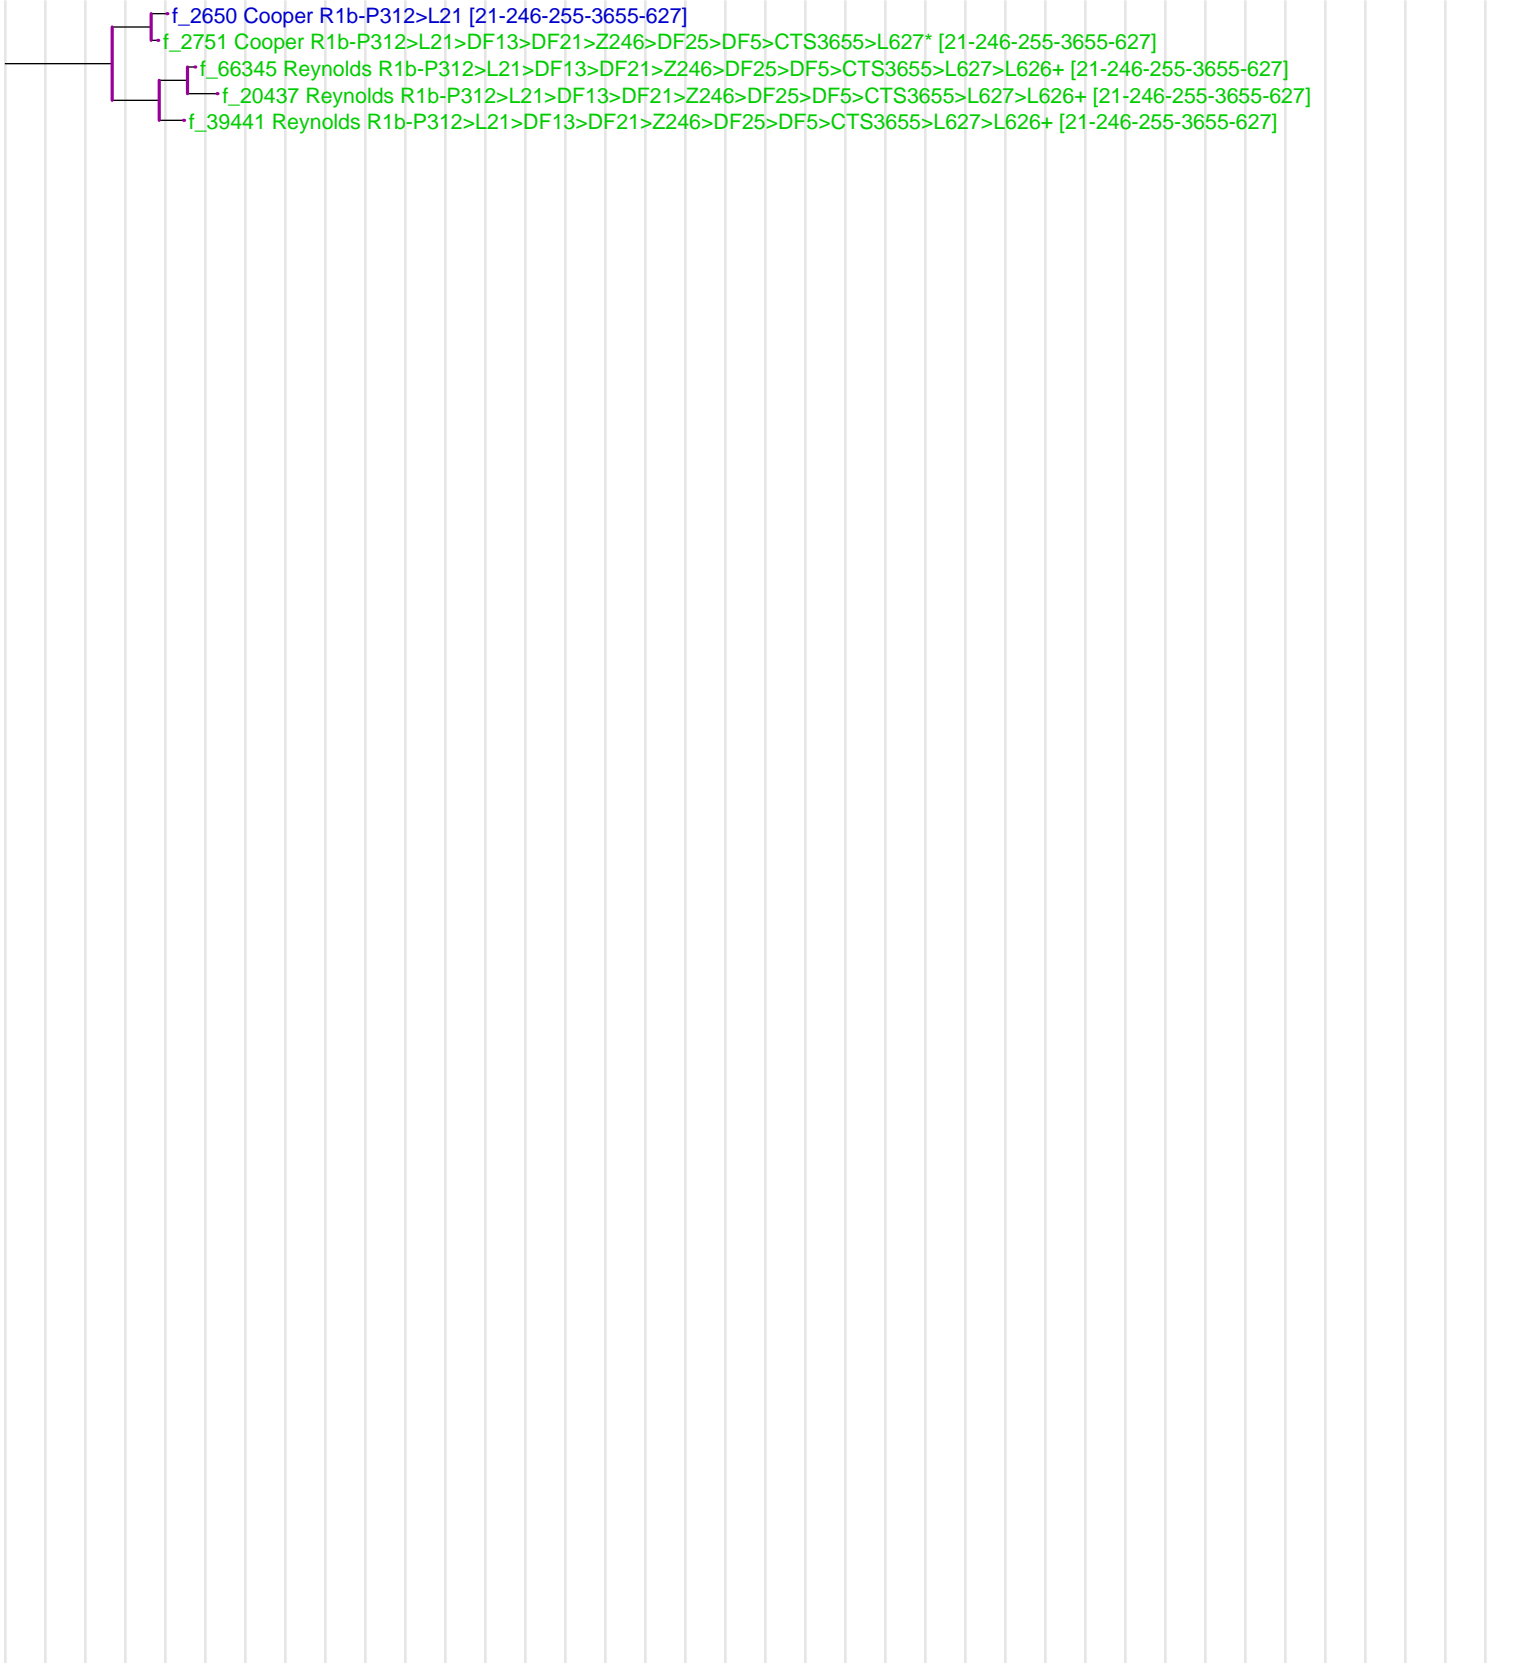 f_2650 Cooper R1b-P312>L21 [21-246-255-3655-627]
f_2751 Cooper R1b-P312>L21>DF13>DF21>Z246>DF25>DF5>CTS3655>L627* [21-246-255-3655-627]
f_66345 Reynolds R1b-P312>L21>DF13>DF21>Z246>DF25>DF5>CTS3655>L627>L626+ [21-246-255-3655-627]
f_20437 Reynolds R1b-P312>L21>DF13>DF21>Z246>DF25>DF5>CTS3655>L627>L626+ [21-246-255-3655-627]
f_39441 Reynolds R1b-P312>L21>DF13>DF21>Z246>DF25>DF5>CTS3655>L627>L626+ [21-246-255-3655-627]